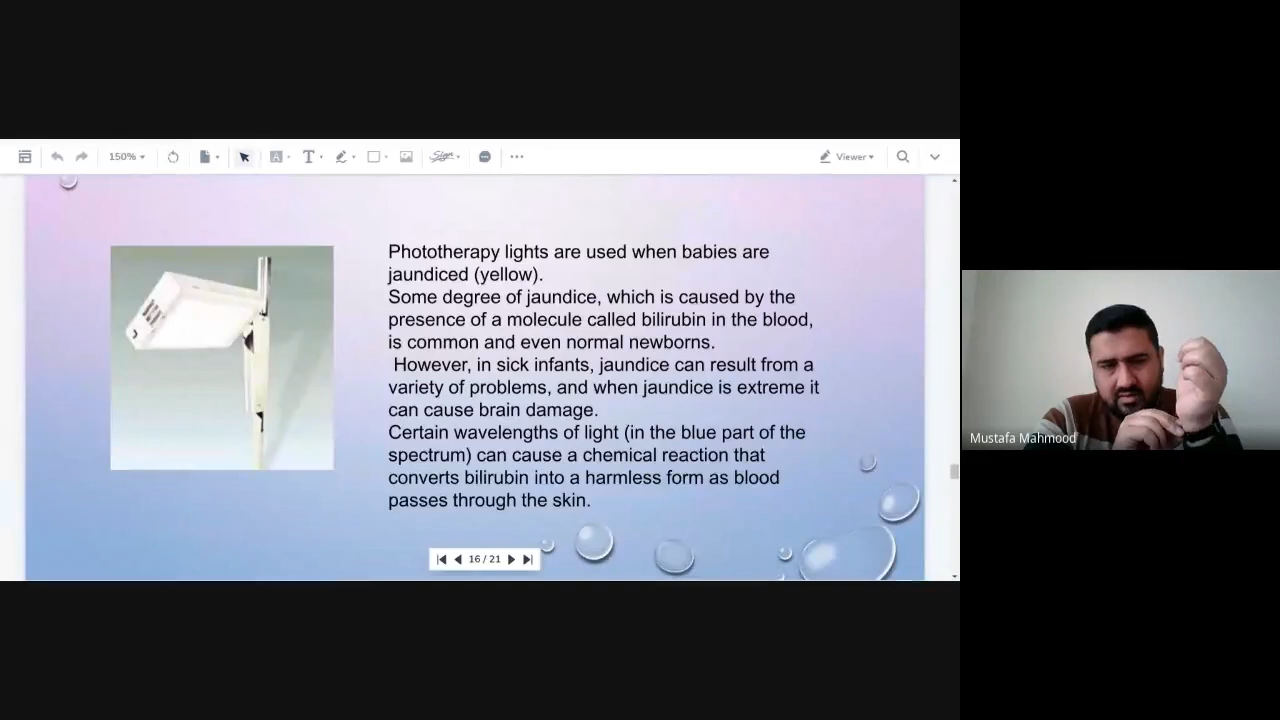 150%
Sign
Viewer
Phototherapy lights are used when babies are
jaundiced (yellow).
Some degree of jaundice, which is caused by the
presence of a molecule called bilirubin in the blood,
is common and even normal newborns.
However, in sick infants, jaundice can result from a
variety of problems, and when jaundice is extreme it
can cause brain damage.
Certain wavelengths of light (in the blue part of the
spectrum) can cause a chemical reaction that
converts bilirubin into a harmless form as blood
passes through the skin.
16 / 21
Mustafa Mahmood